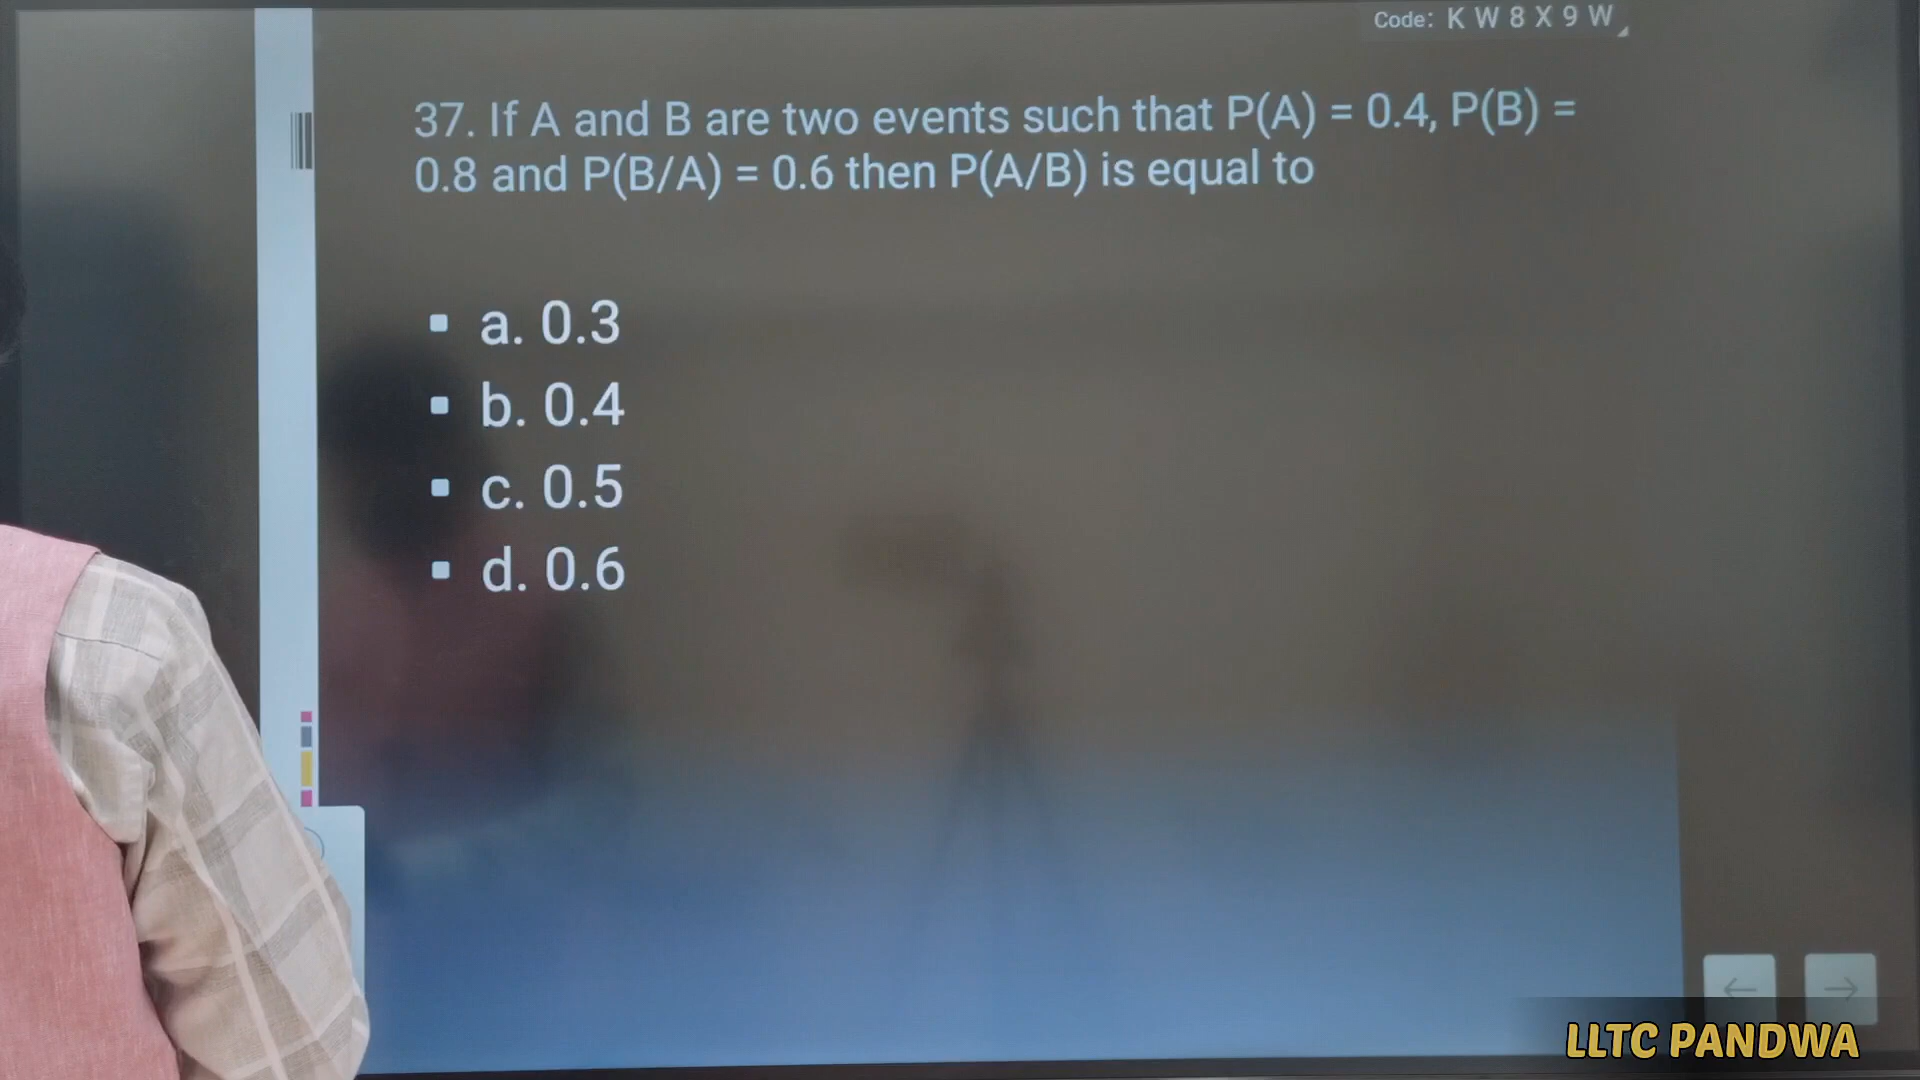 Code: K W 8 X 9 W
37. If A and B are two events such that P(A) = 0.4, P(B) =
0.8 and P(B/A) = 0.6 then P(A/B) is equal to
▪ a. 0.3
▪ b. 0.4
▪ c. 0.5
▪ d. 0.6
LLTC PANDWA